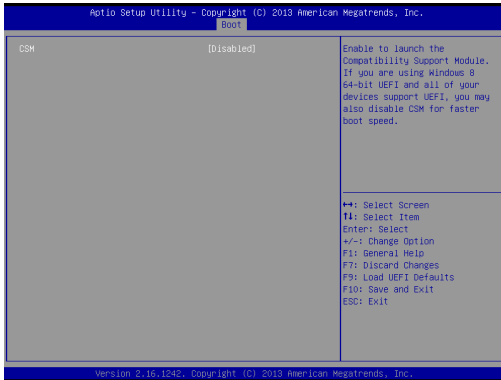 Aptio Setup Utility – Copyright (C) 2013 American Megatrends, Inc.
Boot
CSM [Disabled]
Enable to launch the
Compatibility Support Module.
If you are using Windows 8
64-bit UEFI and all of your
devices support UEFI, you may
also disable CSM for faster
boot speed.
↔: Select Screen
↑↓: Select Item
Enter: Select
+/-: Change Option
F1: General Help
F7: Discard Changes
F9: Load UEFI Defaults
F10: Save and Exit
ESC: Exit
Version 2.16.1242. Copyright (C) 2013 American Megatrends, Inc.